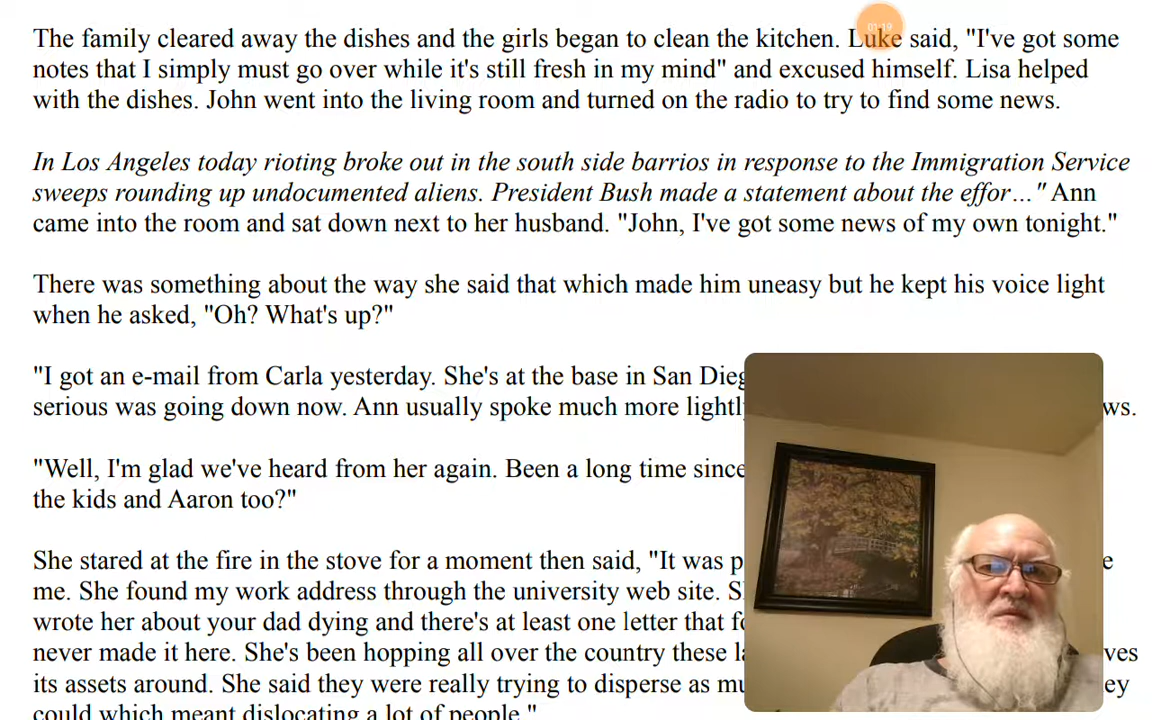 01:19
The family cleared away the dishes and the girls began to clean the kitchen. Luke said, "I've got some
notes that I simply must go over while it's still fresh in my mind" and excused himself. Lisa helped
with the dishes. John went into the living room and turned on the radio to try to find some news.
In Los Angeles today rioting broke out in the south side barrios in response to the Immigration Service
sweeps rounding up undocumented aliens. President Bush made a statement about the effor…" Ann
came into the room and sat down next to her husband. "John, I've got some news of my own tonight."
There was something about the way she said that which made him uneasy but he kept his voice light
when he asked, "Oh? What's up?"
"I got an e-mail from Carla yesterday. She's at the base in San
serious was going down now. Ann usually spoke much more
"Well, I'm glad we've heard from her again. Been a long time since
the kids and Aaron too?"
She stared at the fire in the stove for a moment then said, "It was
me. She found my work address through the university web site.
wrote her about your dad dying and there's at least one letter that
never made it here. She's been hopping all over the country these
its assets around. She said they were really trying to disperse as
could which meant dislocating a lot of people."